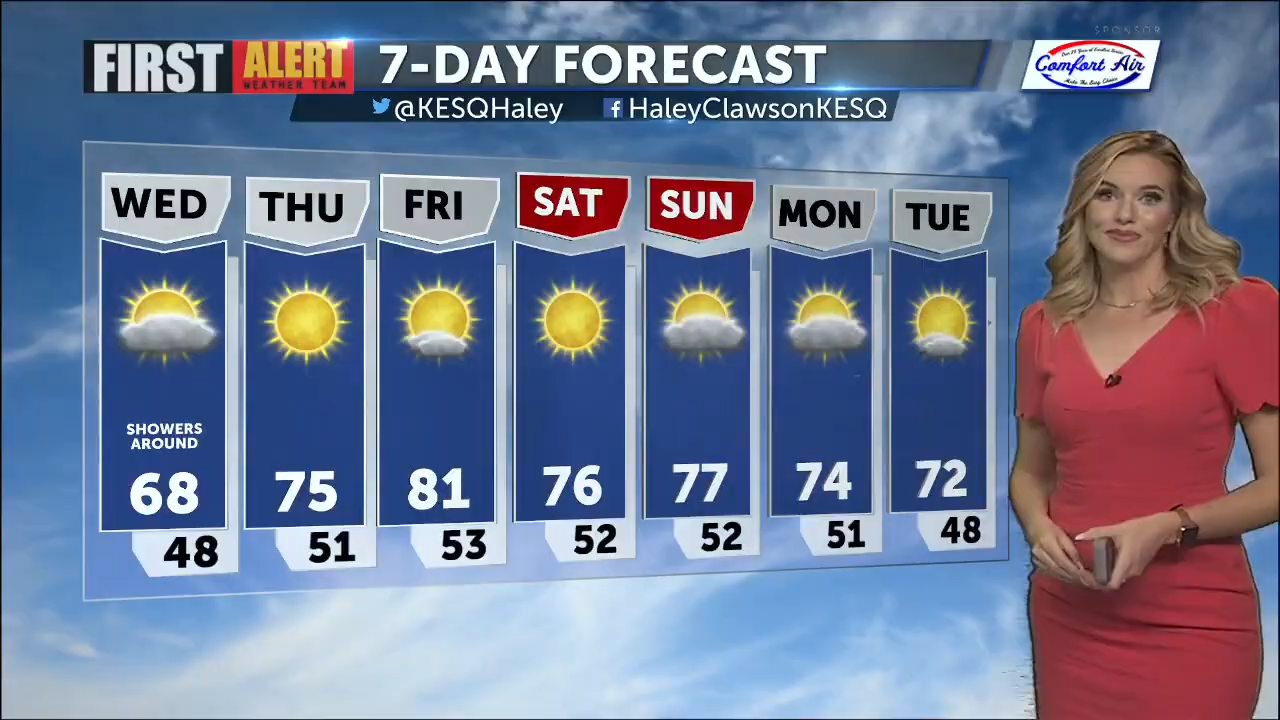 SPONSOR
FIRST ALERT 7-DAY FORECAST
WEATHER TEAM
Comfort Air
@KESQHaley HaleyClawsonKESQ
WED THU FRI SAT SUN MON TUE
SHOWERS
AROUND
68 75 81 76 77 74 72
48 51 53 52 52 51 48